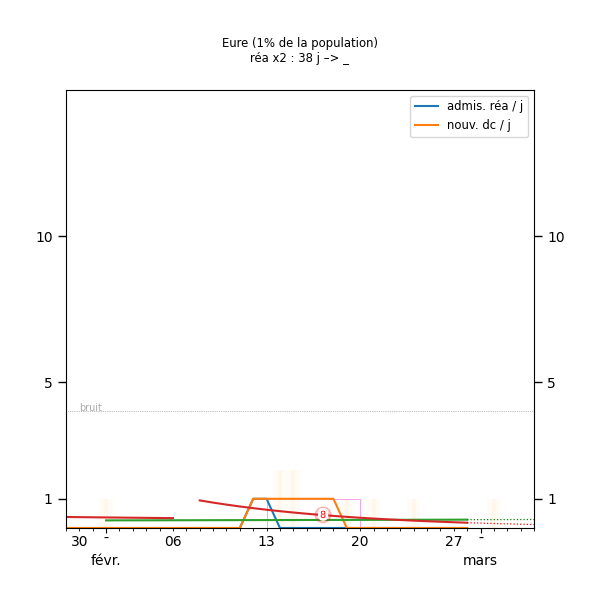 Eure (1% de la population)
réa x2 : 38 j –> _
admis. réa / j
nouv. dc / j
10
10
5
5
bruit
1
1
8
30
-
06
13
20
27
-
févr.
mars